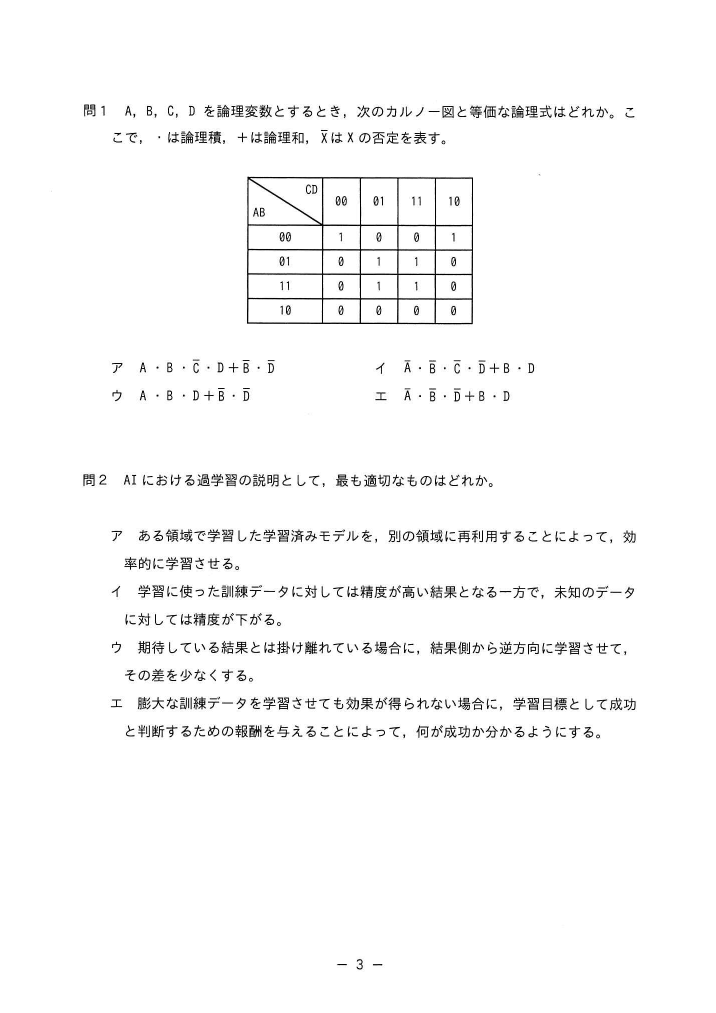 問1 A, B, C, D を論理変数とするとき，次のカルノー図と等価な論理式はどれか。こ
こで，・は論理積，＋は論理和，X̅はXの否定を表す。
CD
AB
00 01 11 10
00 1 0 0 1
01 0 1 1 0
11 0 1 1 0
10 0 0 0 0
ア A・B・C̅・D＋B̅・D̅ イ A̅・B̅・C̅・D̅＋B・D
ウ A・B・D＋B̅・D̅ エ A̅・B̅・D̅＋B・D
問2 AIにおける過学習の説明として，最も適切なものはどれか。
ア ある領域で学習した学習済みモデルを，別の領域に再利用することによって，効
率的に学習させる。
イ 学習に使った訓練データに対しては精度が高い結果となる一方で，未知のデータ
に対しては精度が下がる。
ウ 期待している結果とは掛け離れている場合に，結果側から逆方向に学習させて，
その差を少なくする。
エ 膨大な訓練データを学習させても効果が得られない場合に，学習目標として成功
と判断するための報酬を与えることによって，何が成功か分かるようにする。
－ 3 －